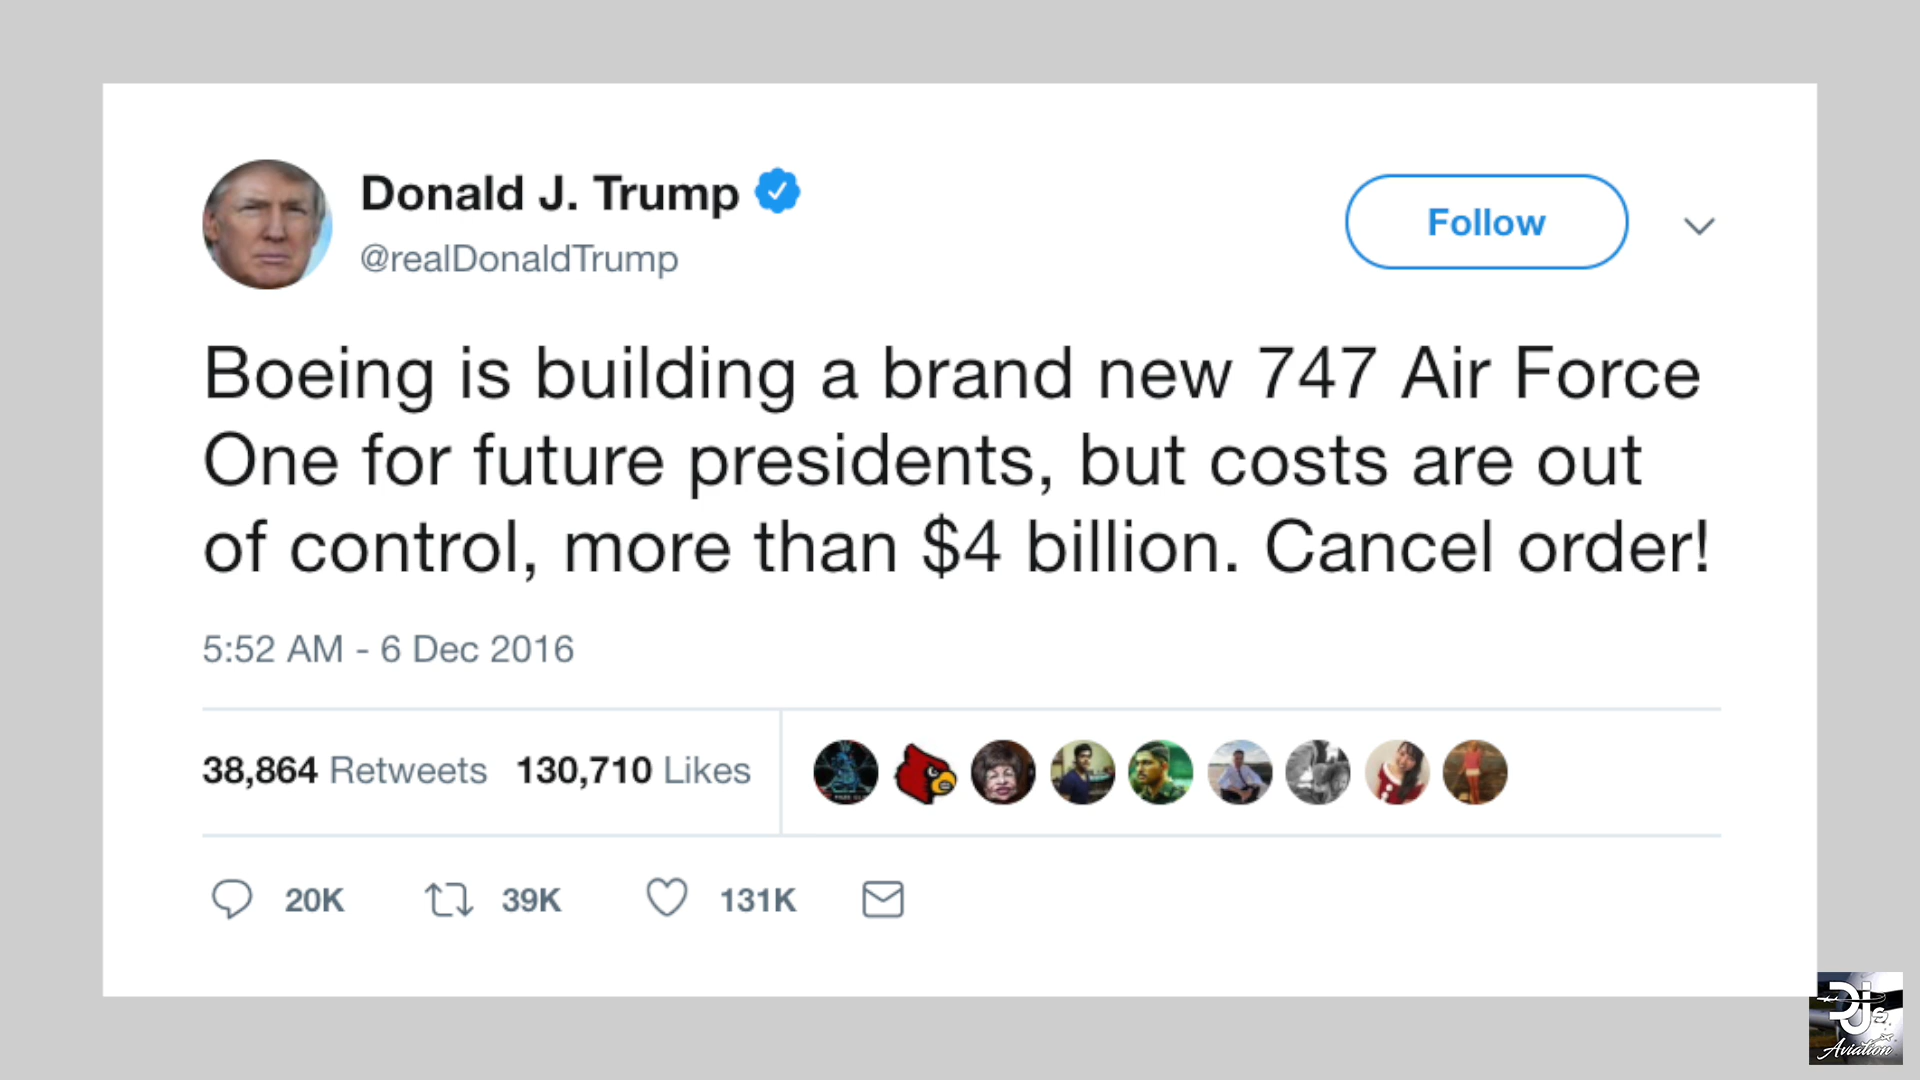 Donald J. Trump
@realDonaldTrump
Follow
Boeing is building a brand new 747 Air Force
One for future presidents, but costs are out
of control, more than $4 billion. Cancel order!
5:52 AM - 6 Dec 2016
38,864 Retweets 130,710 Likes
20K 39K 131K
DJ's
Aviation